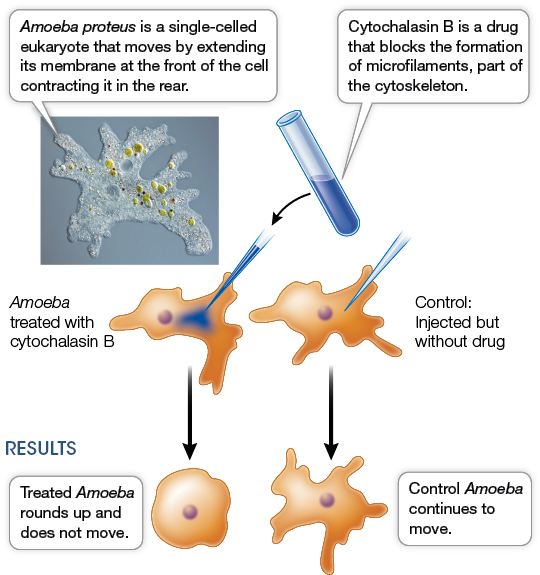 Amoeba proteus is a single-celled
eukaryote that moves by extending
its membrane at the front of the cell
contracting it in the rear.
Cytochalasin B is a drug
that blocks the formation
of microfilaments, part of
the cytoskeleton.
Amoeba
treated with
cytochalasin B
Control:
Injected but
without drug
RESULTS
Treated Amoeba
rounds up and
does not move.
Control Amoeba
continues to
move.